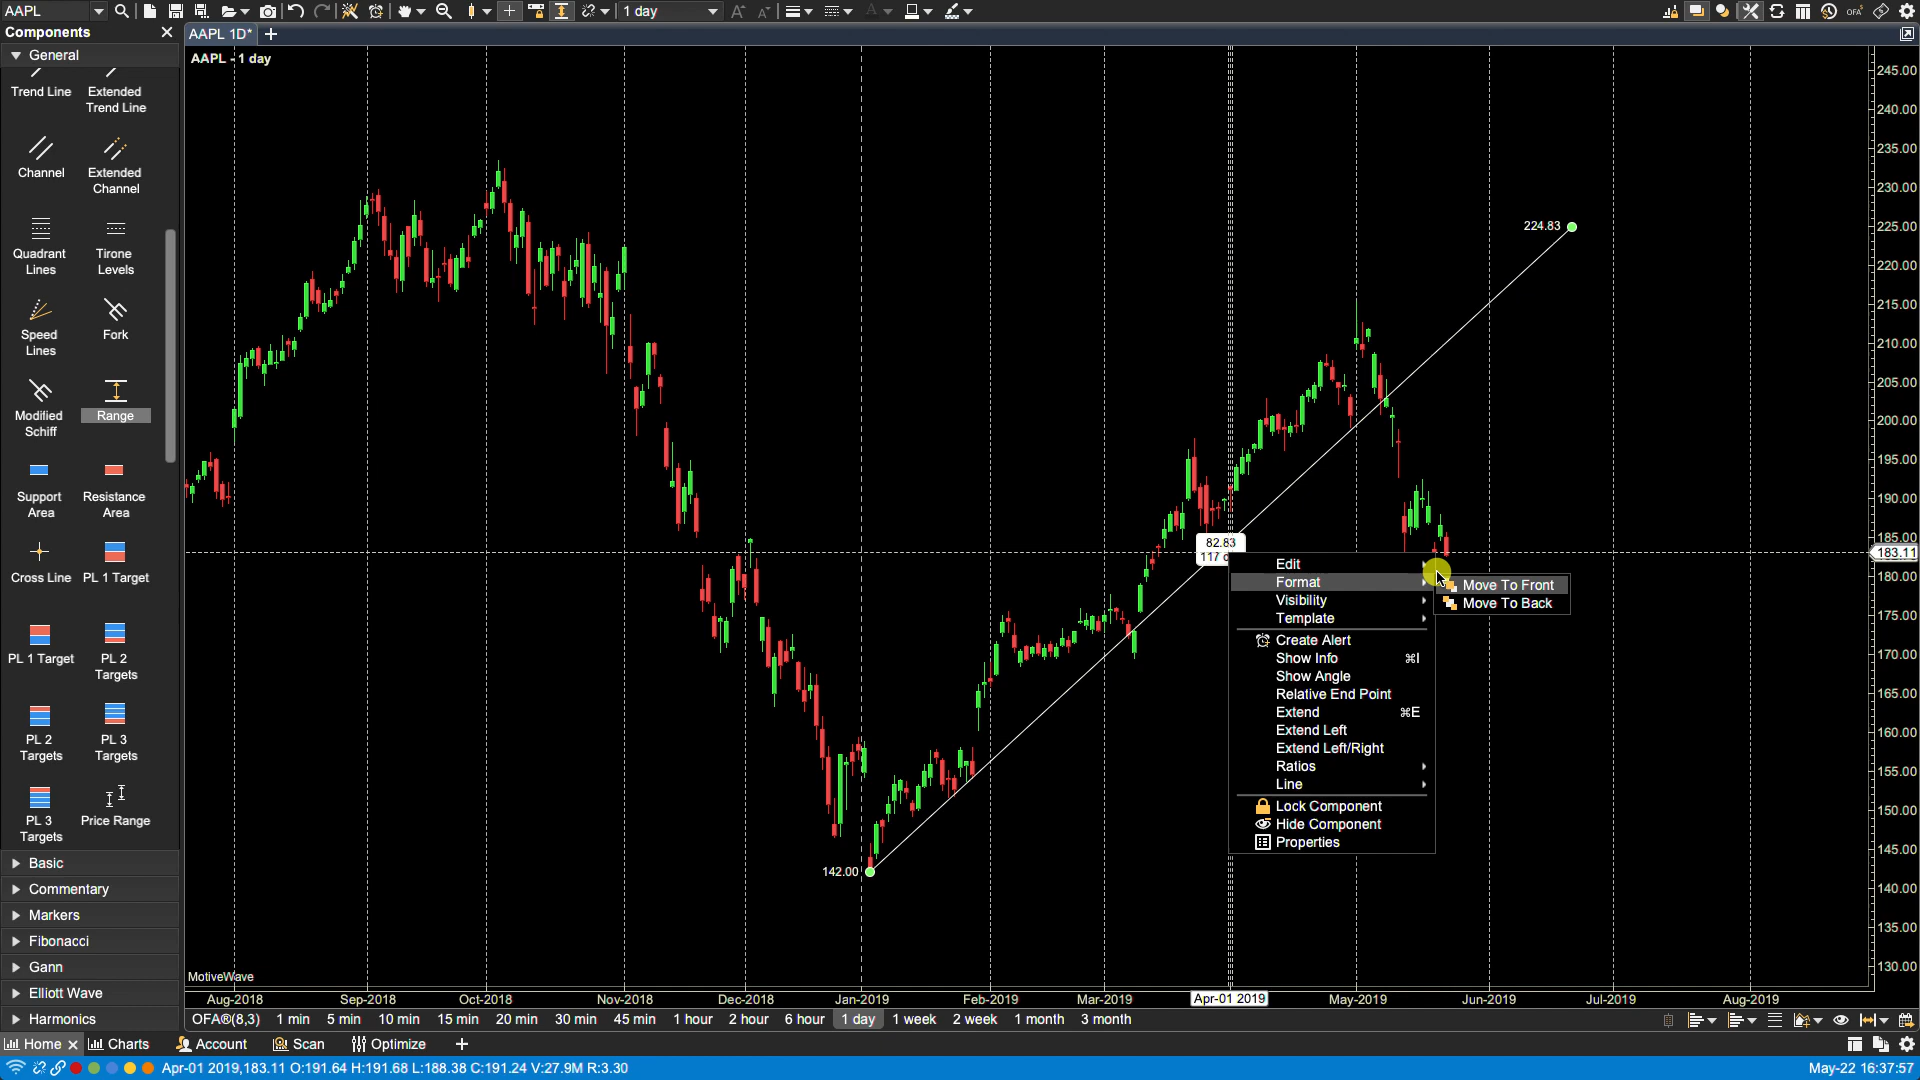 AAPL
1 day
OFA
Components
AAPL 1D*
General
AAPL - 1 day
Trend Line
Extended Trend Line
Channel
Extended Channel
Quadrant Lines
Tirone Levels
Speed Lines
Fork
Modified Schiff
Range
Support Area
Resistance Area
Cross Line
PL 1 Target
PL 1 Target
PL 2 Targets
PL 2 Targets
PL 3 Targets
PL 3 Targets
Price Range
Basic
Commentary
Markers
Fibonacci
Gann
Elliott Wave
Harmonics
245.00
240.00
235.00
230.00
225.00
220.00
215.00
210.00
205.00
200.00
195.00
190.00
185.00
183.11
180.00
175.00
170.00
165.00
160.00
155.00
150.00
145.00
140.00
135.00
130.00
224.83
82.83
117
142.00
Edit
Format
Visibility
Template
Create Alert
Show Info ⌘I
Show Angle
Relative End Point
Extend ⌘E
Extend Left
Extend Left/Right
Ratios
Line
Lock Component
Hide Component
Properties
Move To Front
Move To Back
MotiveWave
Aug-2018 Sep-2018 Oct-2018 Nov-2018 Dec-2018 Jan-2019 Feb-2019 Mar-2019 Apr-01 2019 May-2019 Jun-2019 Jul-2019 Aug-2019
OFA®(8,3) 1 min 5 min 10 min 15 min 20 min 30 min 45 min 1 hour 2 hour 6 hour 1 day 1 week 2 week 1 month 3 month
Home Charts Account Scan Optimize
Apr-01 2019,183.11 O:191.64 H:191.68 L:188.38 C:191.24 V:27.9M R:3.30
May-22 16:37:57